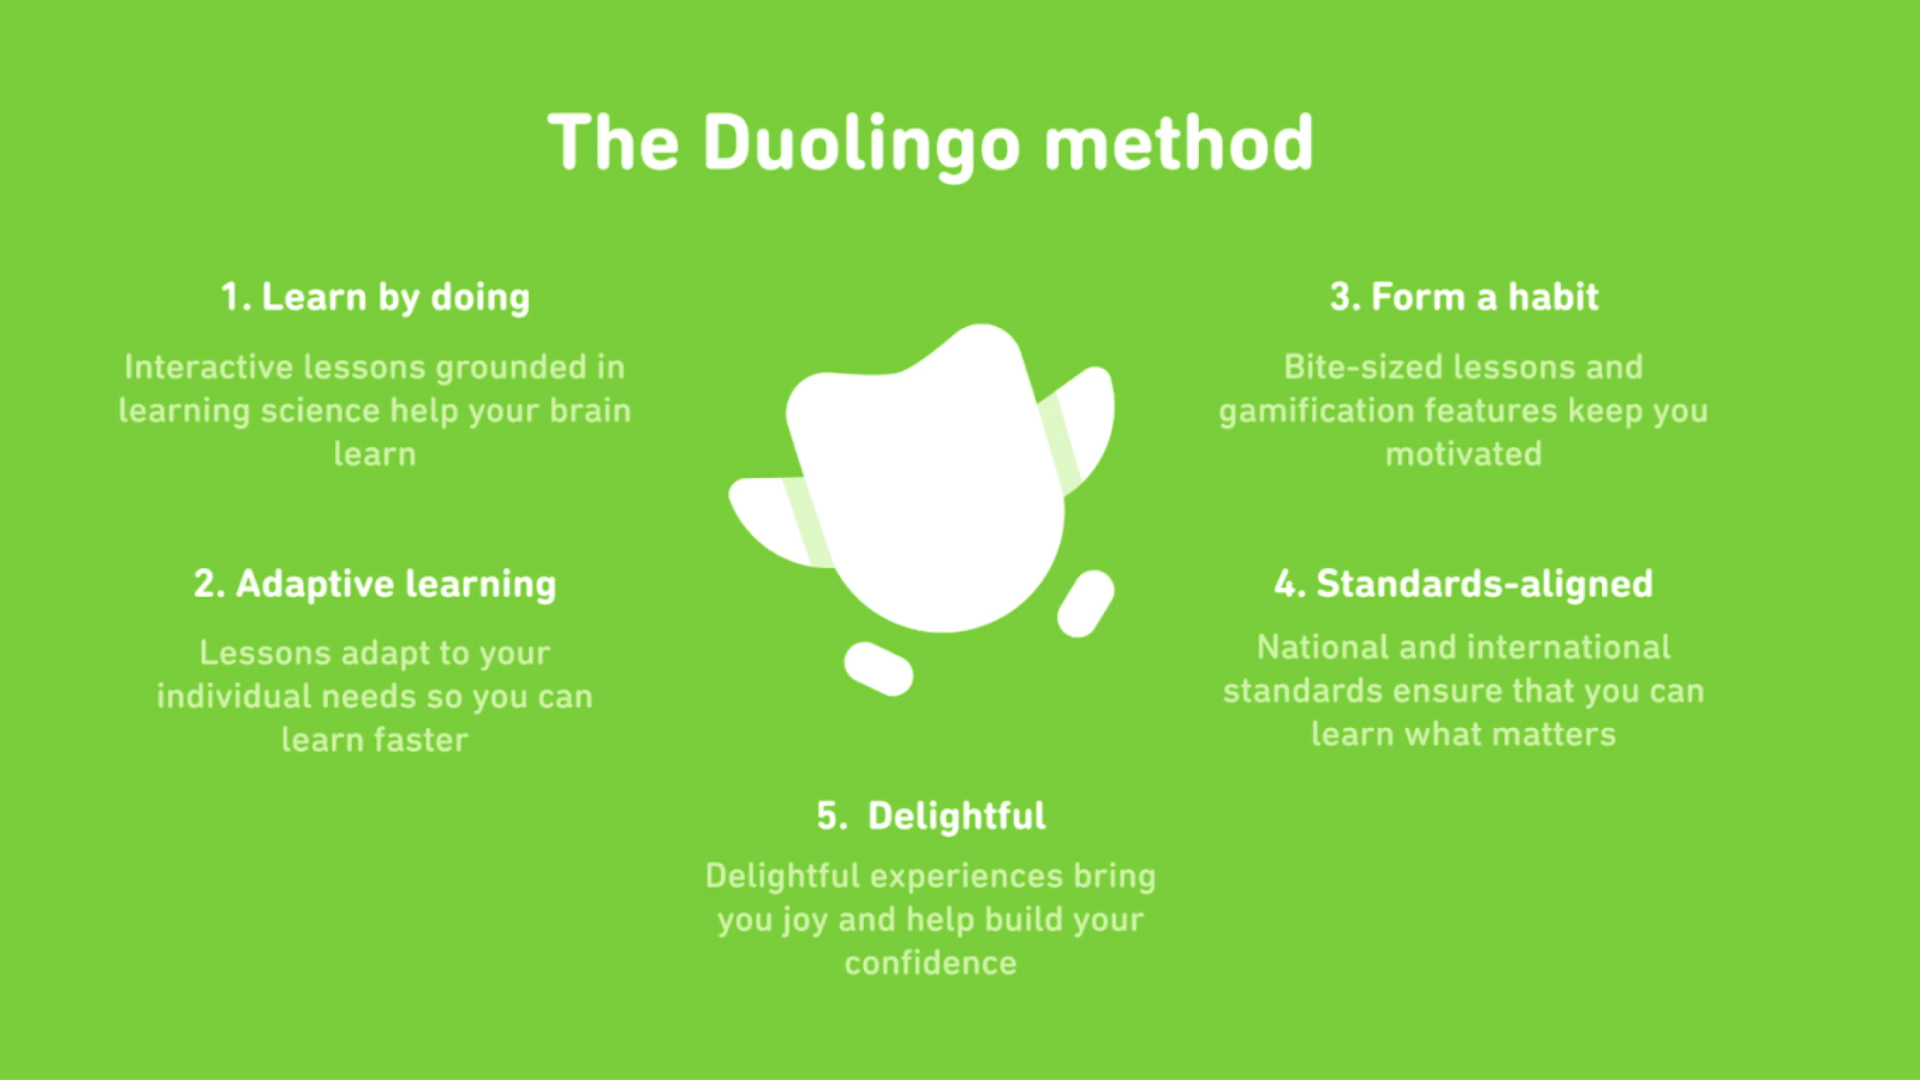 The Duolingo method
1. Learn by doing
Interactive lessons grounded in
learning science help your brain
learn
2. Adaptive learning
Lessons adapt to your
individual needs so you can
learn faster
3. Form a habit
Bite-sized lessons and
gamification features keep you
motivated
4. Standards-aligned
National and international
standards ensure that you can
learn what matters
5. Delightful
Delightful experiences bring
you joy and help build your
confidence